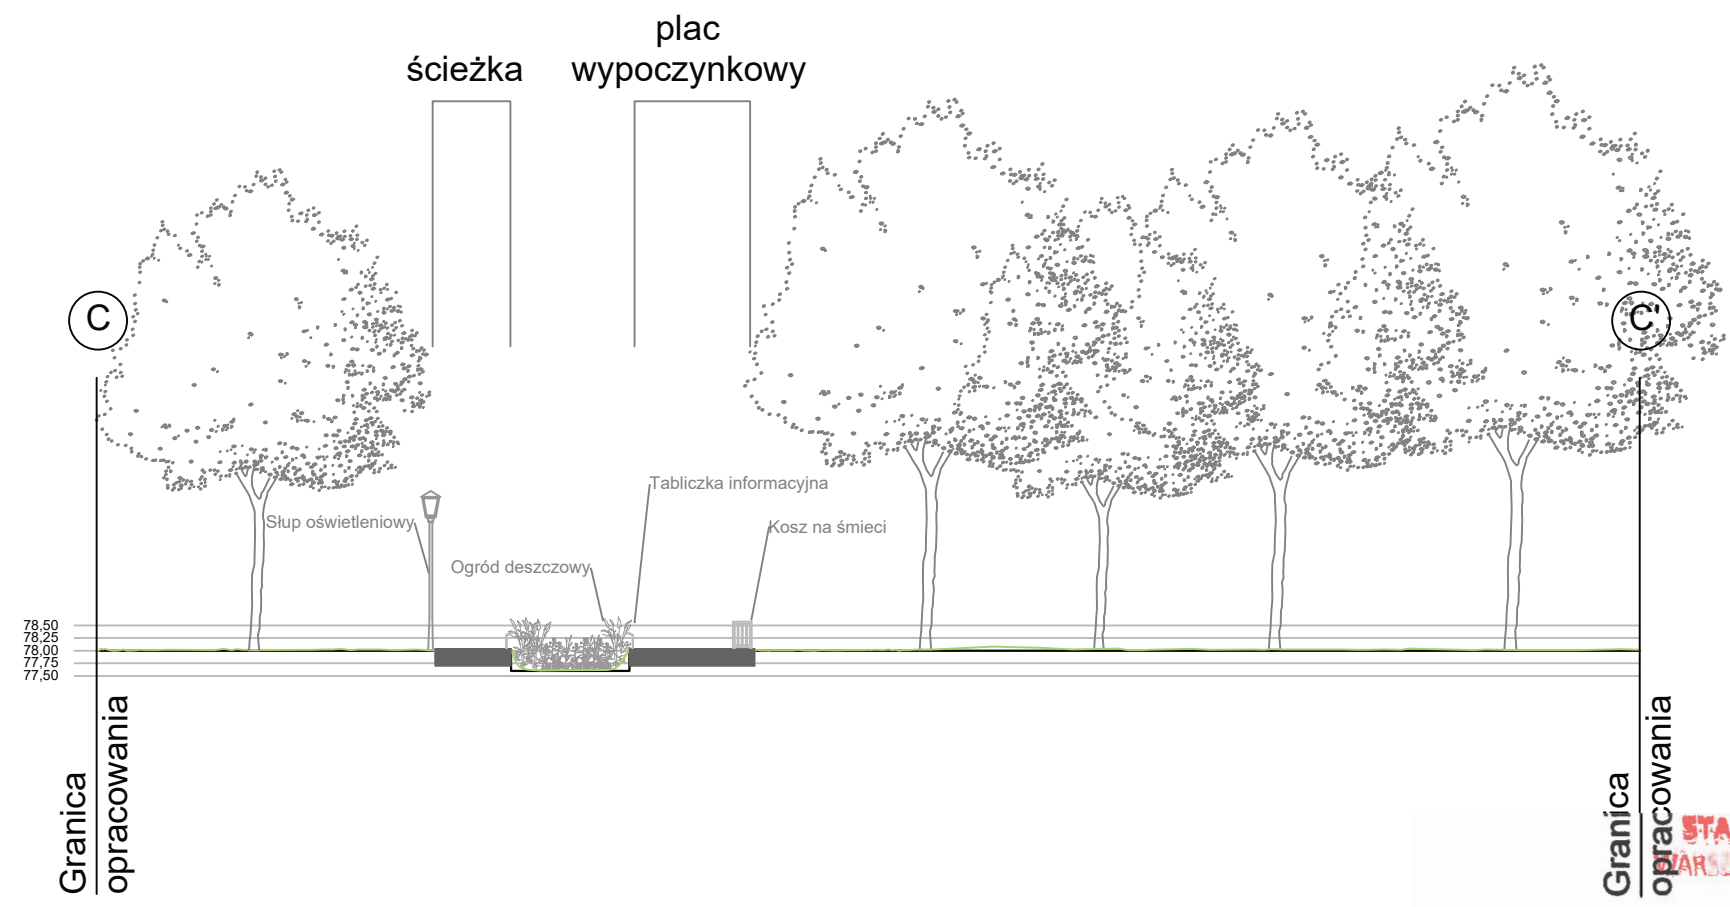 plac
ścieżka wypoczynkowy
C
C'
Tabliczka informacyjna
Słup oświetleniowy
Kosz na śmieci
Ogród deszczowy
78,50
78,25
78,00
77,75
77,50
Granica
opracowania
Granica
opracowania